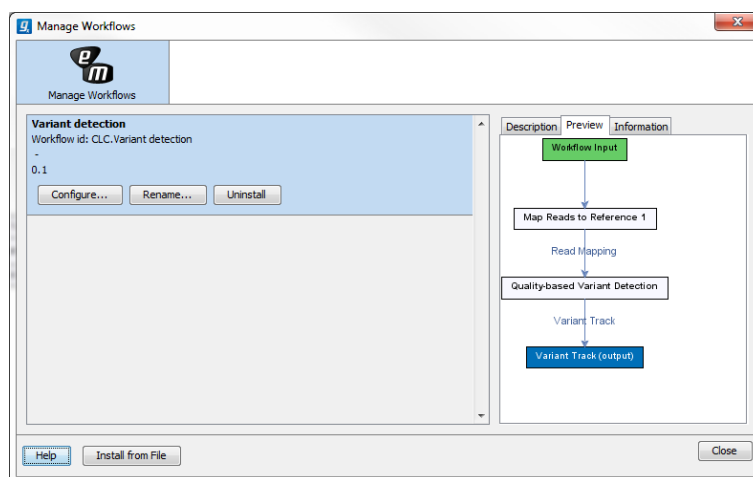 Manage Workflows
em
Manage Workflows
Variant detection
Workflow id: CLC.Variant detection
-
0.1
Configure...
Rename...
Uninstall
Description
Preview
Information
Workflow Input
Map Reads to Reference 1
Read Mapping
Quality-based Variant Detection
Variant Track
Variant Track (output)
Help
Install from File
Close